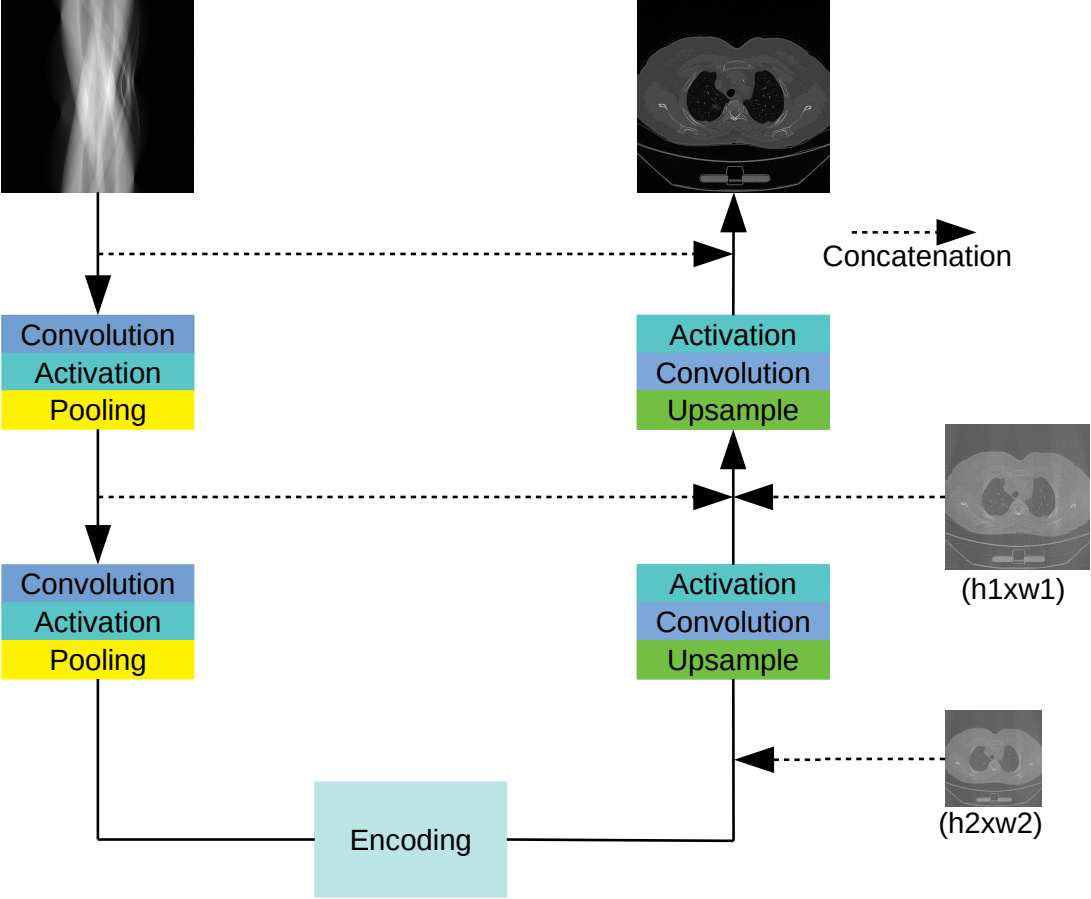 Concatenation
Convolution
Activation
Pooling
Activation
Convolution
Upsample
(h1xw1)
Convolution
Activation
Pooling
Activation
Convolution
Upsample
(h2xw2)
Encoding